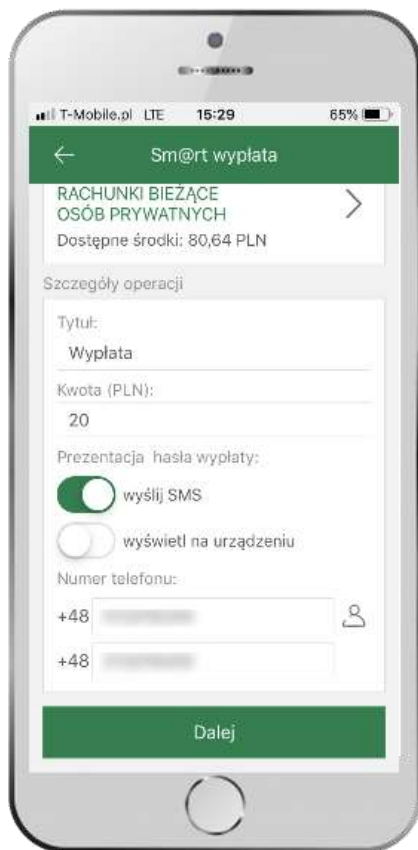 T-Mobile.pl LTE 15:29 65%
Sm@rt wypłata
RACHUNKI BIEŻĄCE
OSÓB PRYWATNYCH
Dostępne środki: 80,64 PLN
Szczegóły operacji
Tytuł:
Wypłata
Kwota (PLN):
20
Prezentacja hasła wypłaty:
wyślij SMS
wyświetl na urządzeniu
Numer telefonu:
+48
+48
Dalej